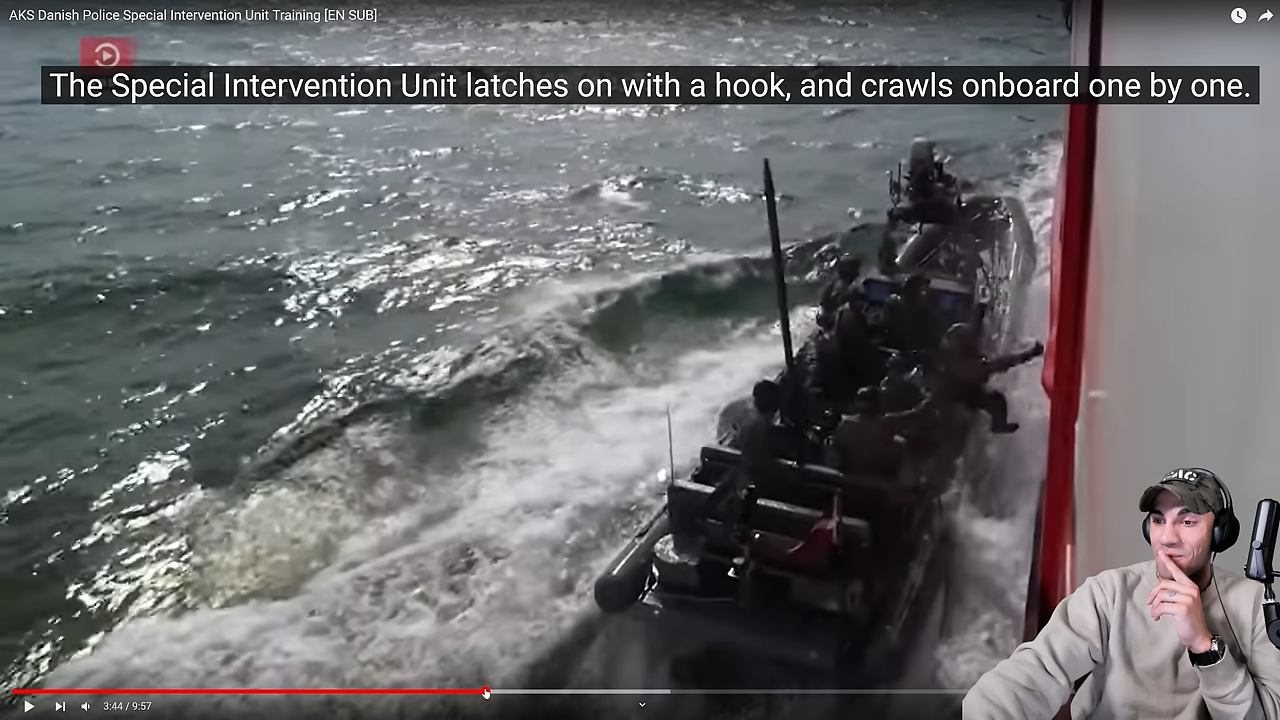 AKS Danish Police Special Intervention Unit Training [EN SUB]
The Special Intervention Unit latches on with a hook, and crawls onboard one by one.
3:44 / 9:57